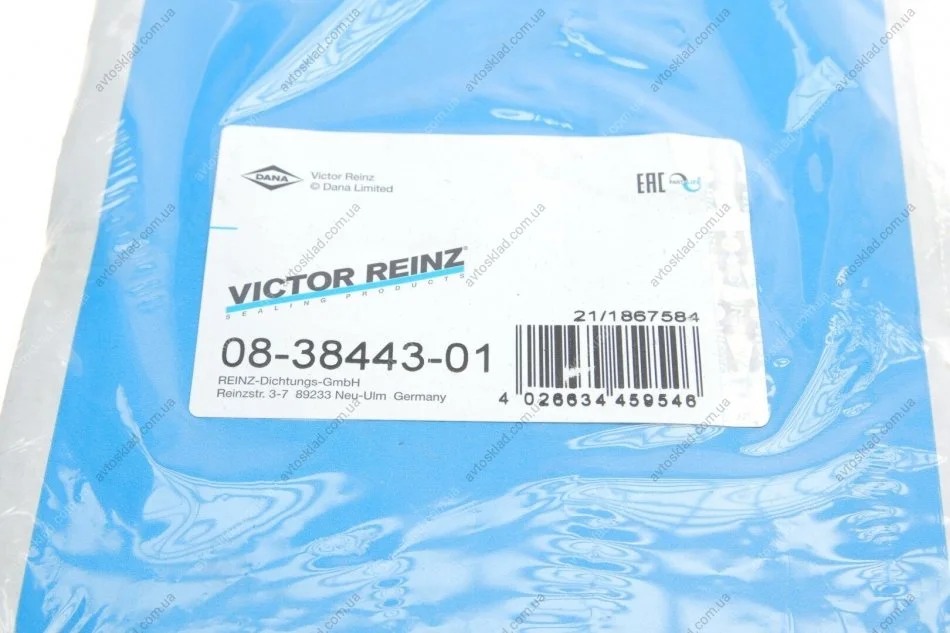 DANA
Victor Reinz
© Dana Limited
EAC
VICTOR REINZ®
SEALING PRODUCTS
21/1867584
08-38443-01
REINZ-Dichtungs-GmbH
Reinzstr. 3-7 89233 Neu-Ulm Germany
4 026634 459546
avtosklad.com.ua